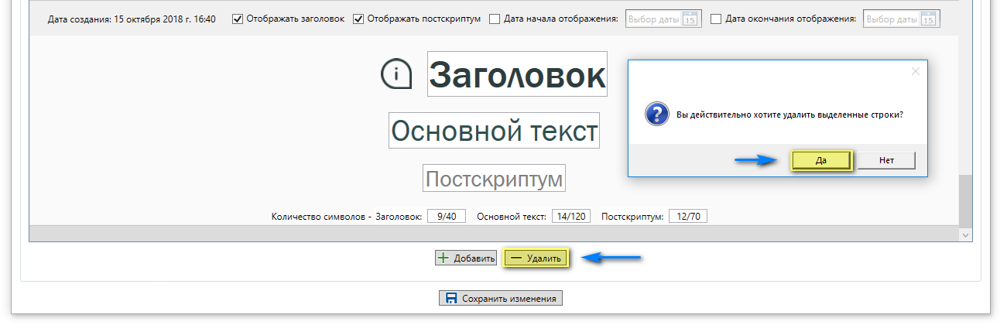 Дата создания: 15 октября 2018 г. 16:40 Отображать заголовок Отображать постскриптум Дата начала отображения: Выбор даты 15 Дата окончания отображения: Выбор даты 15
i Заголовок
Основной текст
Постскриптум
Вы действительно хотите удалить выделенные строки?
Да Нет
Количество символов - Заголовок: 9/40 Основной текст: 14/120 Постскриптум: 12/70
Добавить Удалить
Сохранить изменения